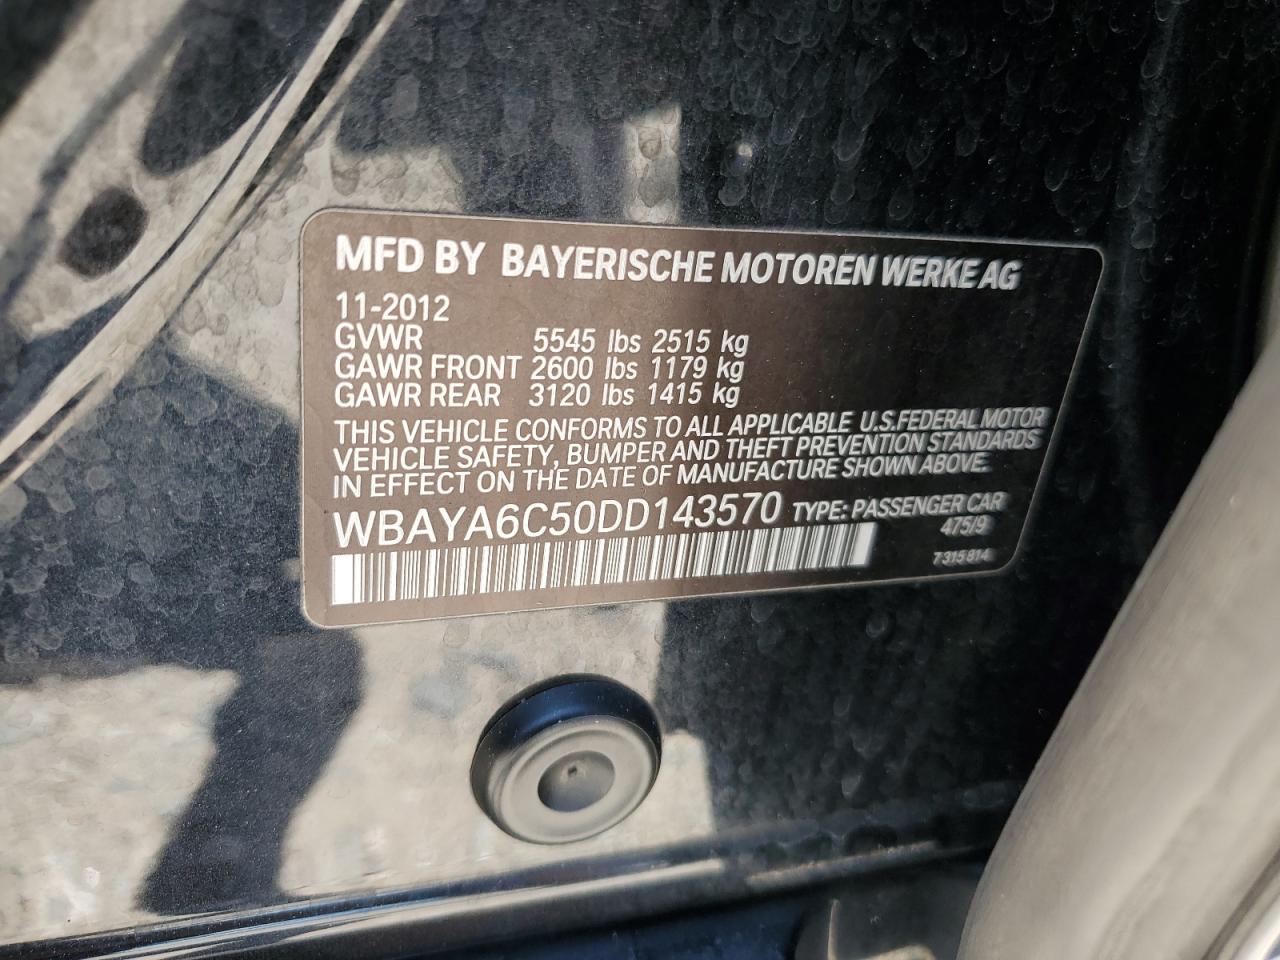 MFD BY BAYERISCHE MOTOREN WERKE AG
11-2012
GVWR 5545 lbs 2515 kg
GAWR FRONT 2600 lbs 1179 kg
GAWR REAR 3120 lbs 1415 kg
THIS VEHICLE CONFORMS TO ALL APPLICABLE U.S.FEDERAL MOTOR
VEHICLE SAFETY, BUMPER AND THEFT PREVENTION STANDARDS
IN EFFECT ON THE DATE OF MANUFACTURE SHOWN ABOVE.
WBAYA6C50DD143570 TYPE: PASSENGER CAR
475/9
7 315 814